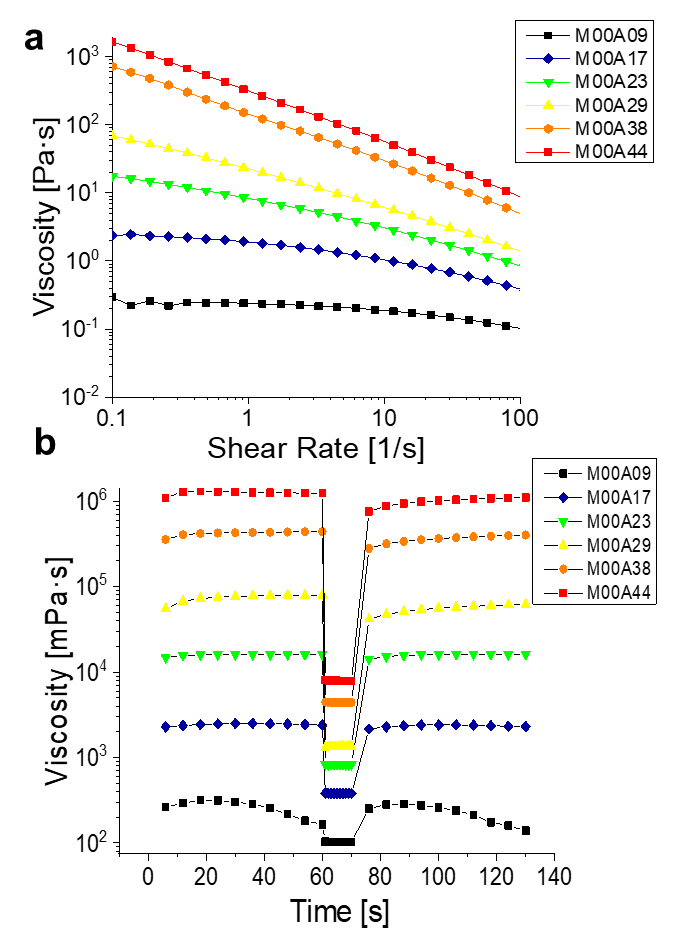 a
M00A09
M00A17
M00A23
M00A29
M00A38
M00A44
Viscosity [Pa·s]
10³
10²
10¹
10⁰
10⁻¹
10⁻²
0.1 1 10 100
Shear Rate [1/s]
b
M00A09
M00A17
M00A23
M00A29
M00A38
M00A44
Viscosity [mPa·s]
10⁶
10⁵
10⁴
10³
10²
0 20 40 60 80 100 120 140
Time [s]